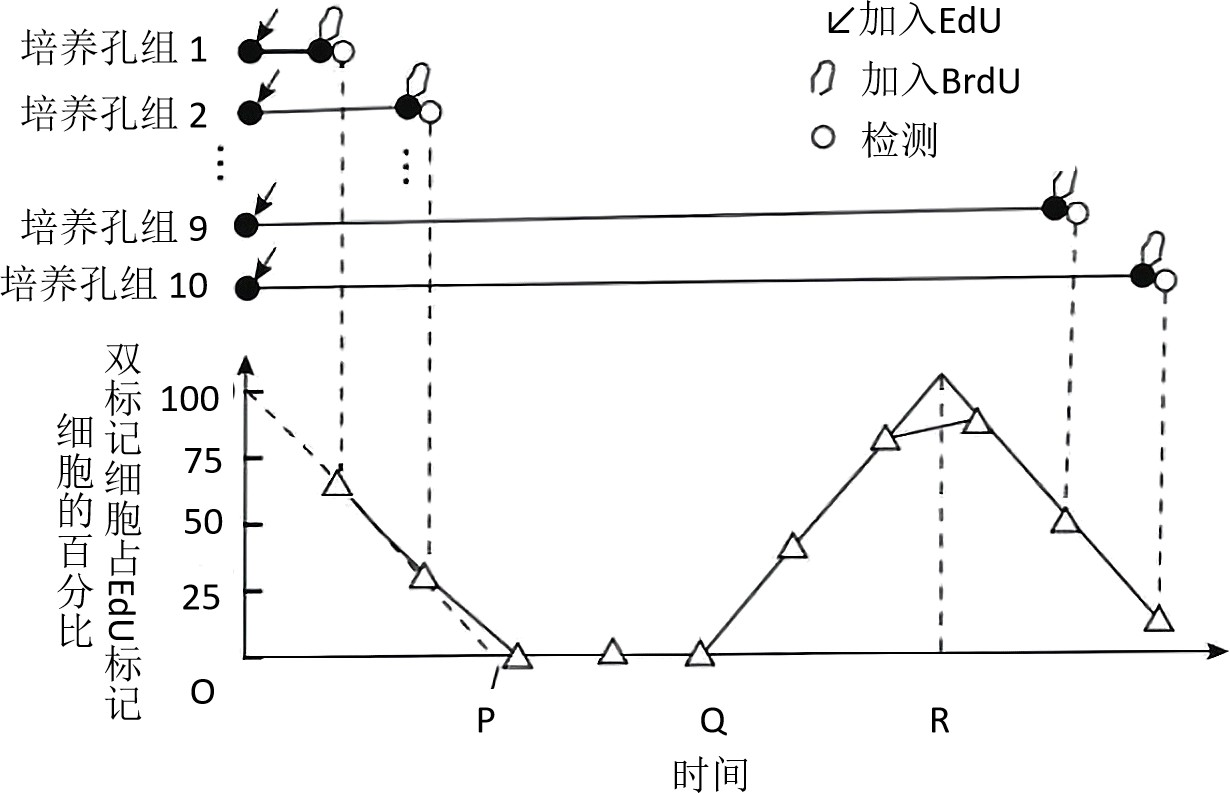 培养孔组 1
培养孔组 2
培养孔组 9
培养孔组 10
加入EdU
加入BrdU
检测
双标记细胞占EdU标记
细胞的百分比
100
75
50
25
O
P
Q
R
时间